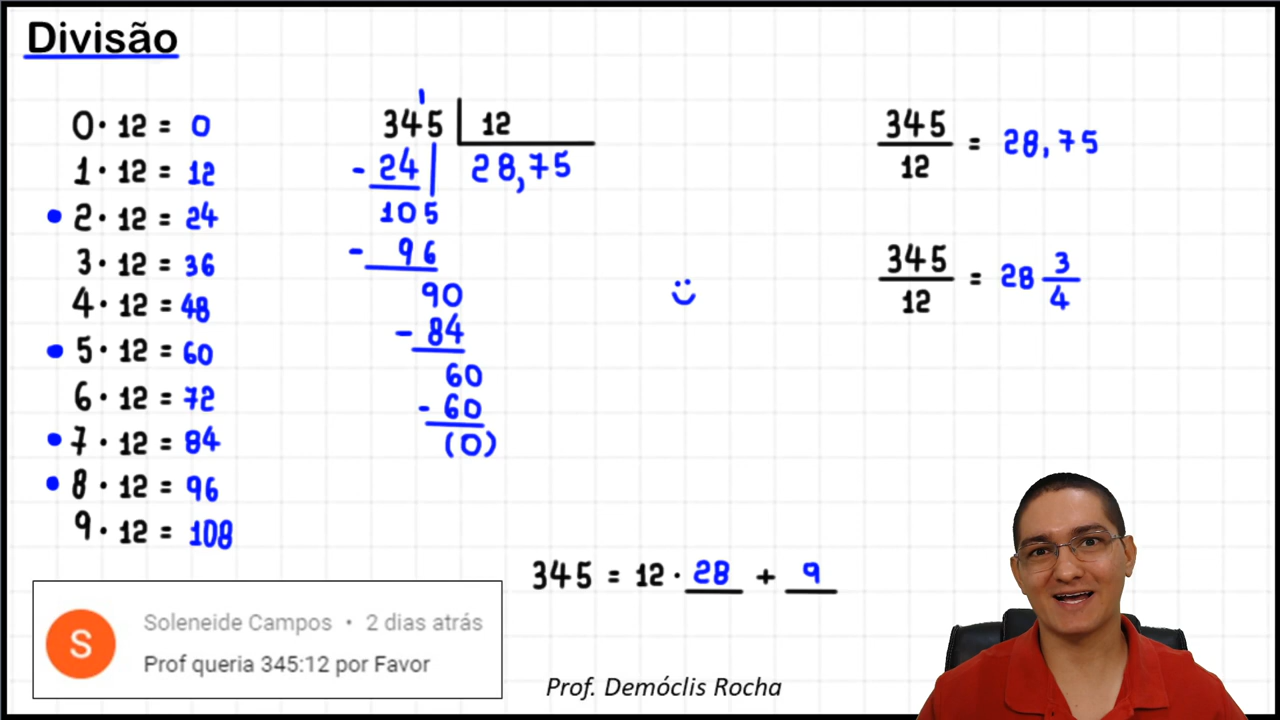 Divisão
0 · 12 = 0
1 · 12 = 12
2 · 12 = 24
3 · 12 = 36
4 · 12 = 48
5 · 12 = 60
6 · 12 = 72
7 · 12 = 84
8 · 12 = 96
9 · 12 = 108
1
345 | 12
- 24 | 28,75
105
- 96
90
- 84
60
- 60
(0)
345
12
= 28,75
345
12
= 28 3
4
345 = 12 · 28 + 9
S
Soleneide Campos • 2 dias atrás
Prof queria 345:12 por Favor
Prof. Demóclis Rocha